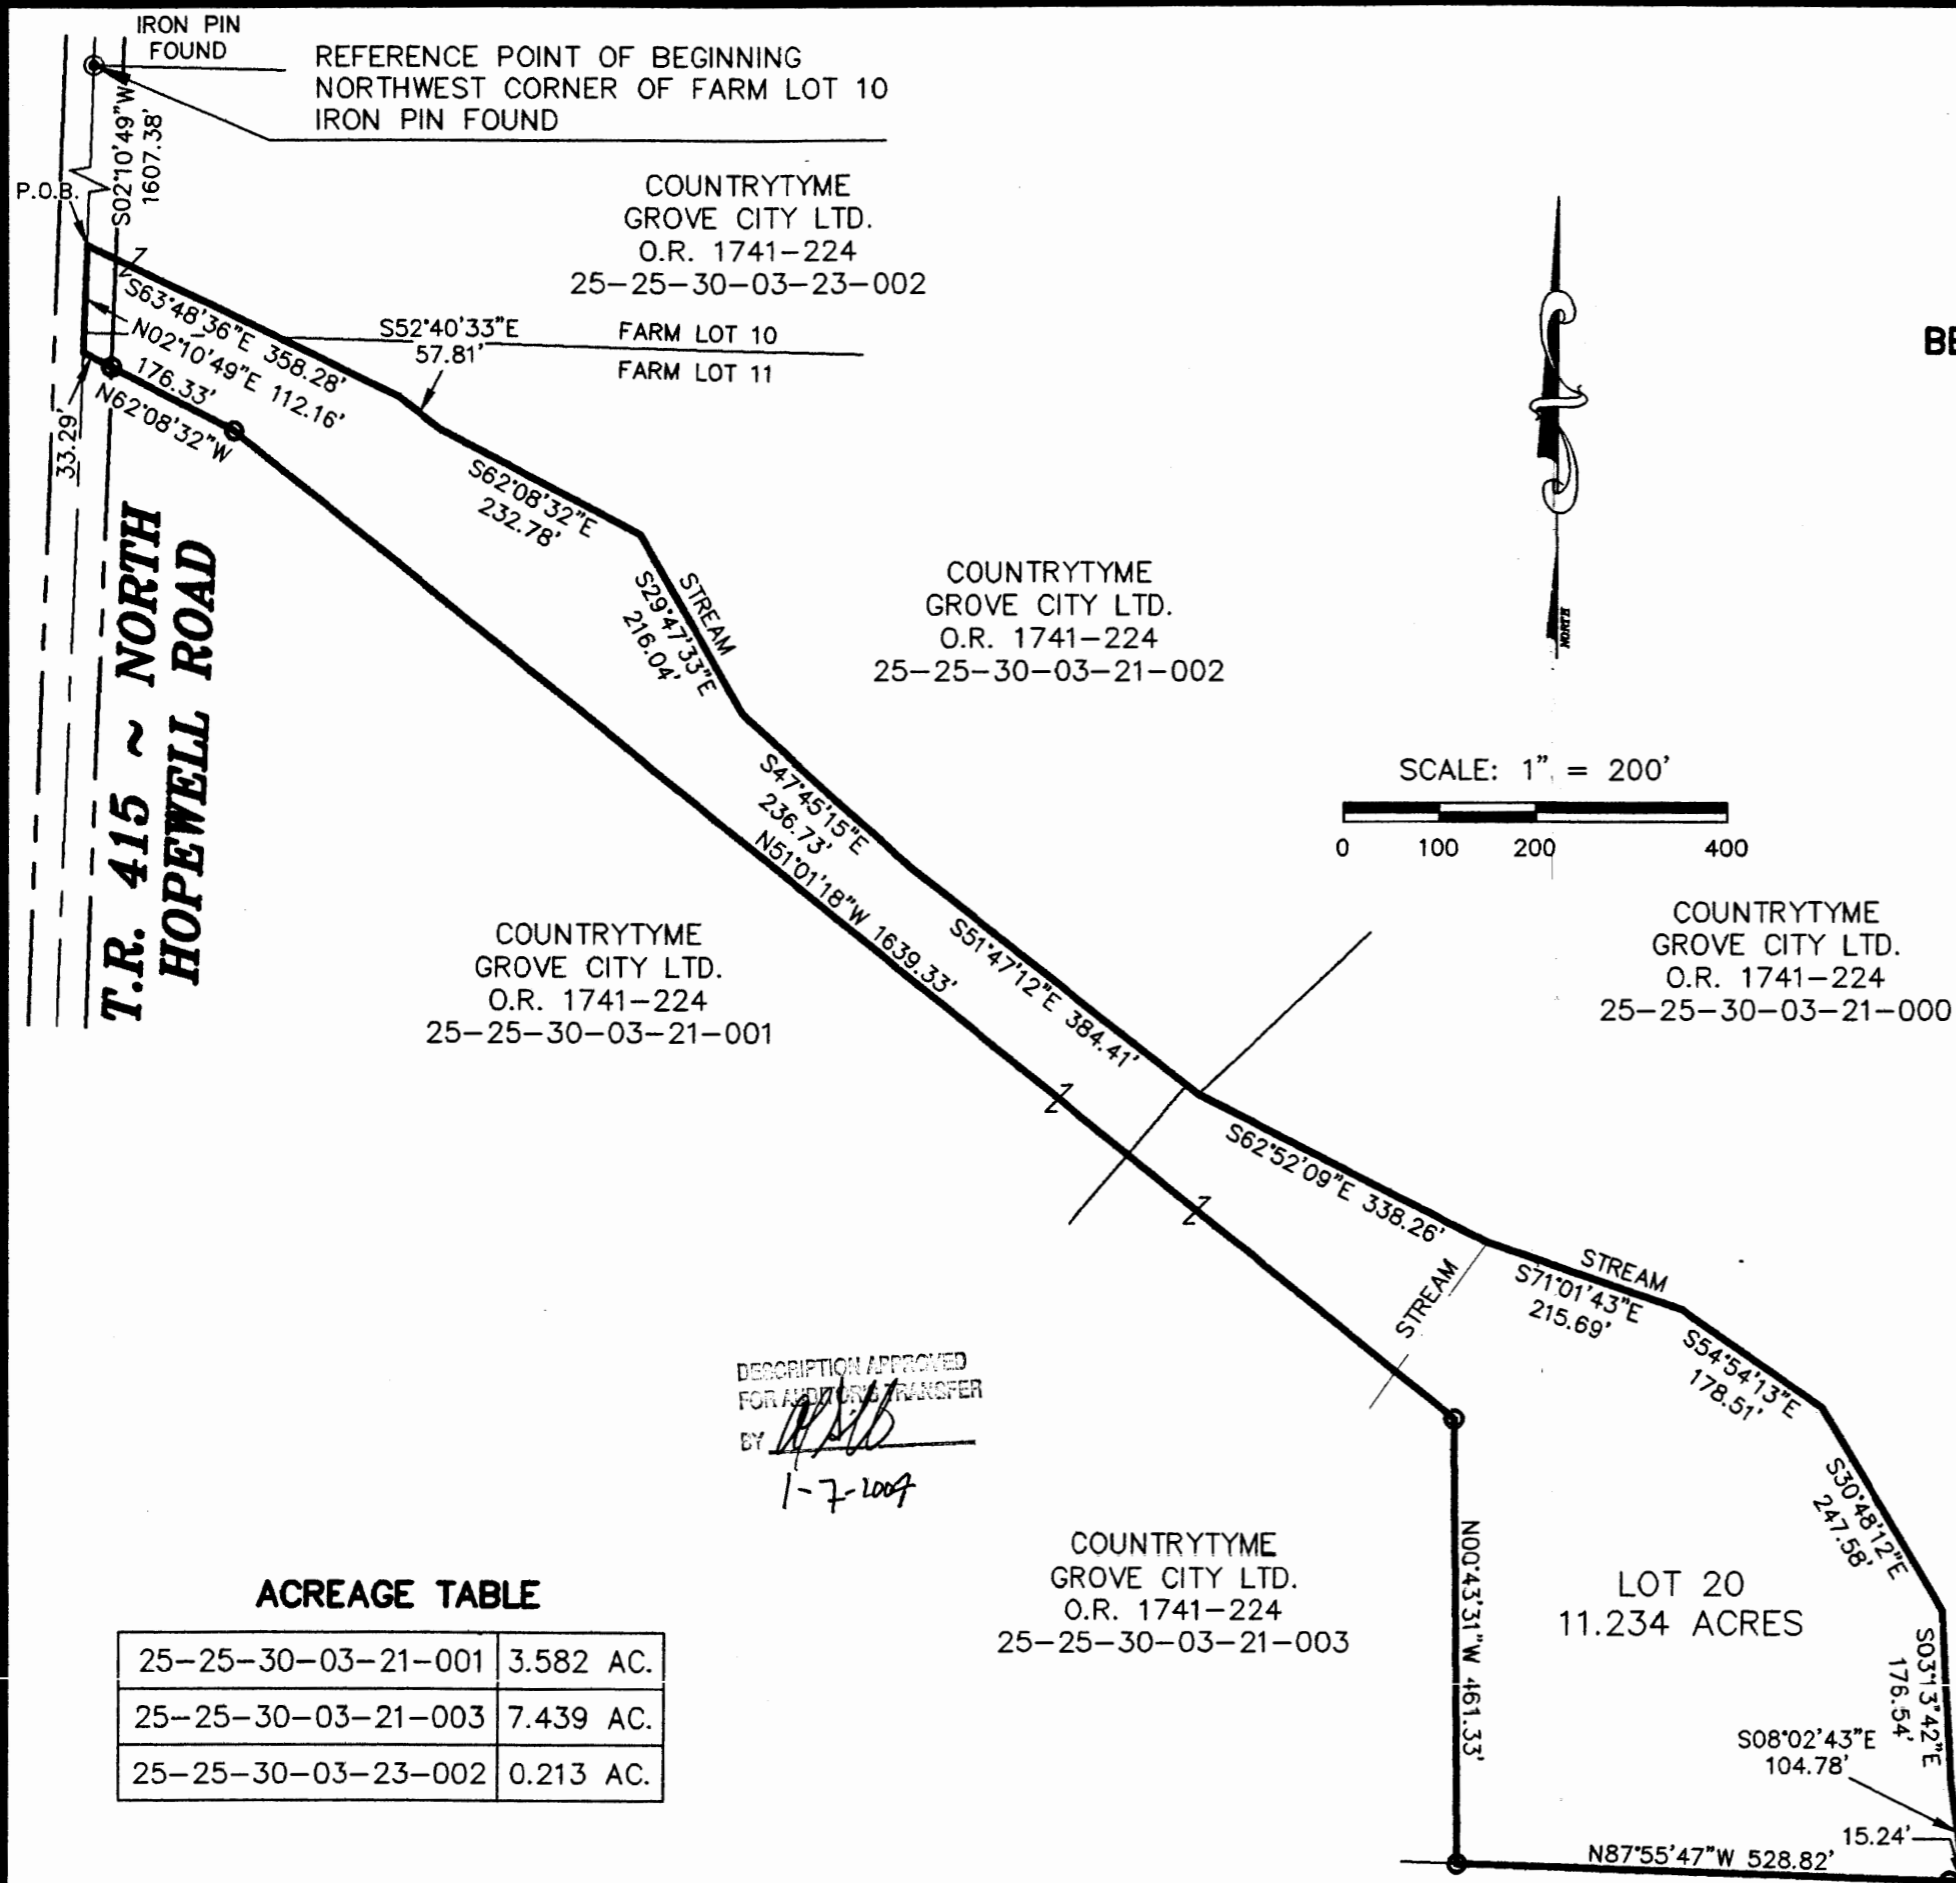 IRON PIN
FOUND
REFERENCE POINT OF BEGINNING
NORTHWEST CORNER OF FARM LOT 10
IRON PIN FOUND
S02°10'49"W
1607.38'
P.O.B.
COUNTRYTYME
GROVE CITY LTD.
O.R. 1741-224
25-25-30-03-23-002
S63°48'36"E 358.28'
N02°10'49"E 112.16'
176.33'
N62°08'32"W
33.29'
S52°40'33"E
57.81'
FARM LOT 10
FARM LOT 11
S62°08'32"E
232.78'
STREAM
S29°47'33"E
216.04'
T.R. 415 ~ NORTH
HOPEWELL ROAD
COUNTRYTYME
GROVE CITY LTD.
O.R. 1741-224
25-25-30-03-21-002
NORTH
SCALE: 1" = 200'
0 100 200 400
S47°45'15"E
236.73'
N51°01'18"W 1639.33'
S51°47'12"E 384.41'
COUNTRYTYME
GROVE CITY LTD.
O.R. 1741-224
25-25-30-03-21-001
COUNTRYTYME
GROVE CITY LTD.
O.R. 1741-224
25-25-30-03-21-000
S62°52'09"E 338.26'
STREAM
STREAM
S71°01'43"E
215.69'
S54°54'13"E
178.51'
S30°48'12"E
247.58'
DESCRIPTION APPROVED
FOR AUDITORS TRANSFER
BY
1-7-2004
COUNTRYTYME
GROVE CITY LTD.
O.R. 1741-224
25-25-30-03-21-003
N00°43'31"W 461.33'
LOT 20
11.234 ACRES
S03°13'42"E
176.54'
S08°02'43"E
104.78'
15.24'
N87°55'47"W 528.82'
ACREAGE TABLE
25-25-30-03-21-001 3.582 AC.
25-25-30-03-21-003 7.439 AC.
25-25-30-03-23-002 0.213 AC.